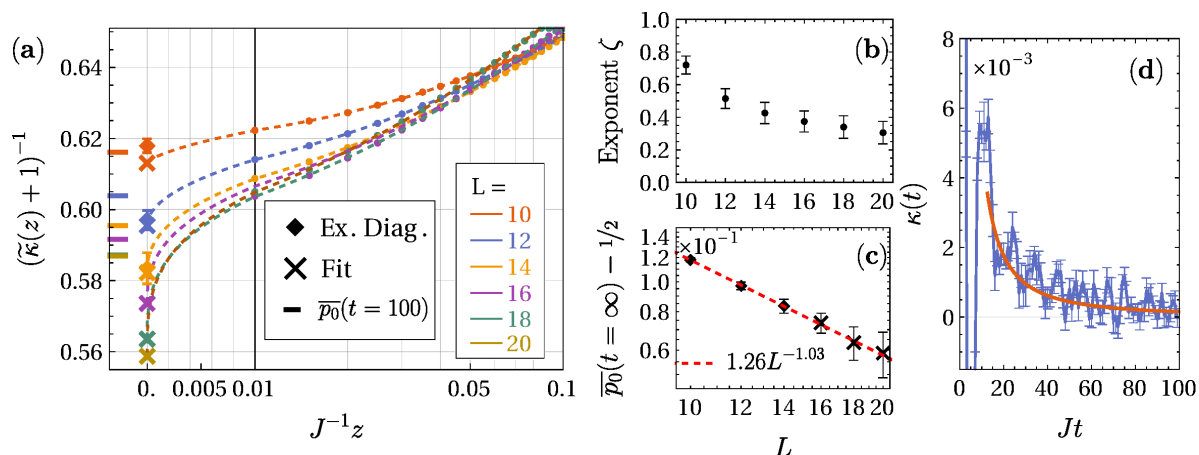 (a)
(κ̃(z) + 1)⁻¹
0.64
0.62
0.60
0.58
0.56
0. 0.005 0.01 0.05 0.1
J⁻¹z
Ex. Diag.
Fit
p̅₀(t = 100)
L =
10
12
14
16
18
20
(b)
Exponent ζ
1.0
0.8
0.6
0.4
0.2
0.0
10 12 14 16 18 20
(c)
p̅₀(t = ∞) − 1/2
×10⁻¹
1.4
1.2
1.0
0.8
0.6
1.26L⁻¹·⁰³
10 12 14 16 18 20
L
(d)
×10⁻³
κ(t)
8
6
4
2
0
0 20 40 60 80 100
Jt